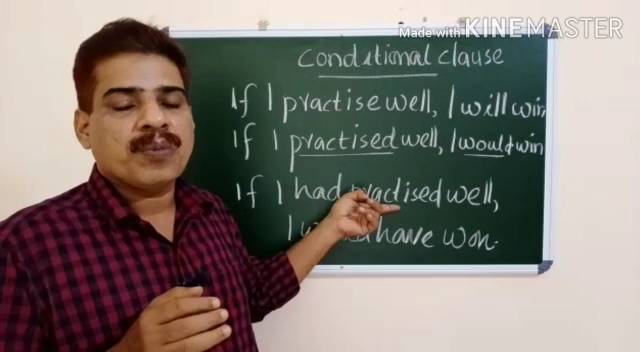 Made with KINEMASTER
Conditional clause
If I practise well, I will win
If I practised well, I would win
If I had practised well,
I would have won.